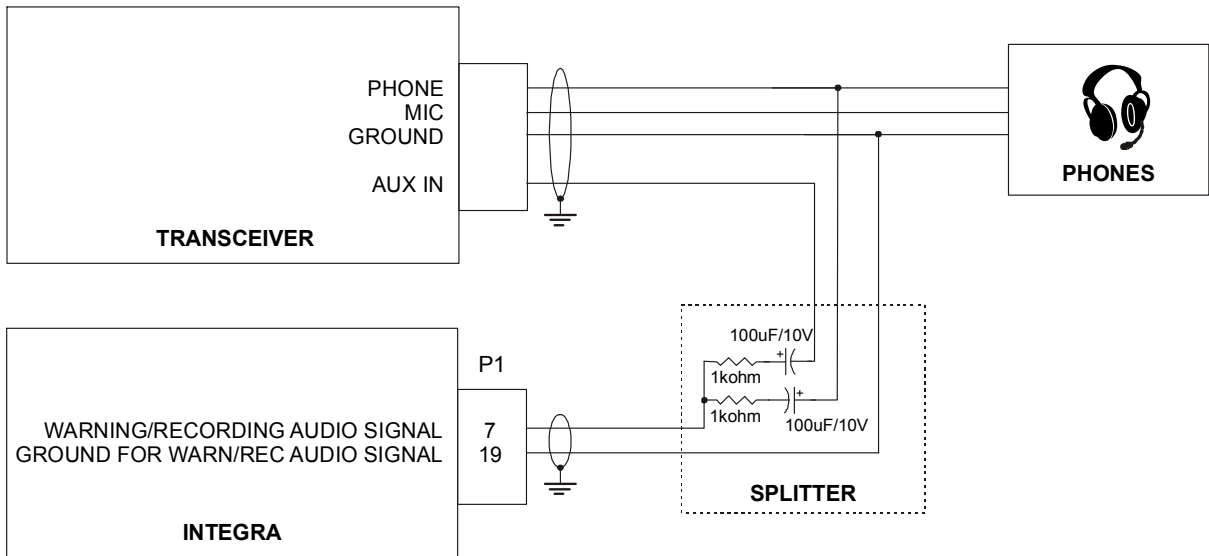 PHONE
MIC
GROUND
AUX IN
TRANSCEIVER
PHONES
P1
WARNING/RECORDING AUDIO SIGNAL 7
GROUND FOR WARN/REC AUDIO SIGNAL 19
INTEGRA
100uF/10V
+
1kohm
+
1kohm
100uF/10V
SPLITTER